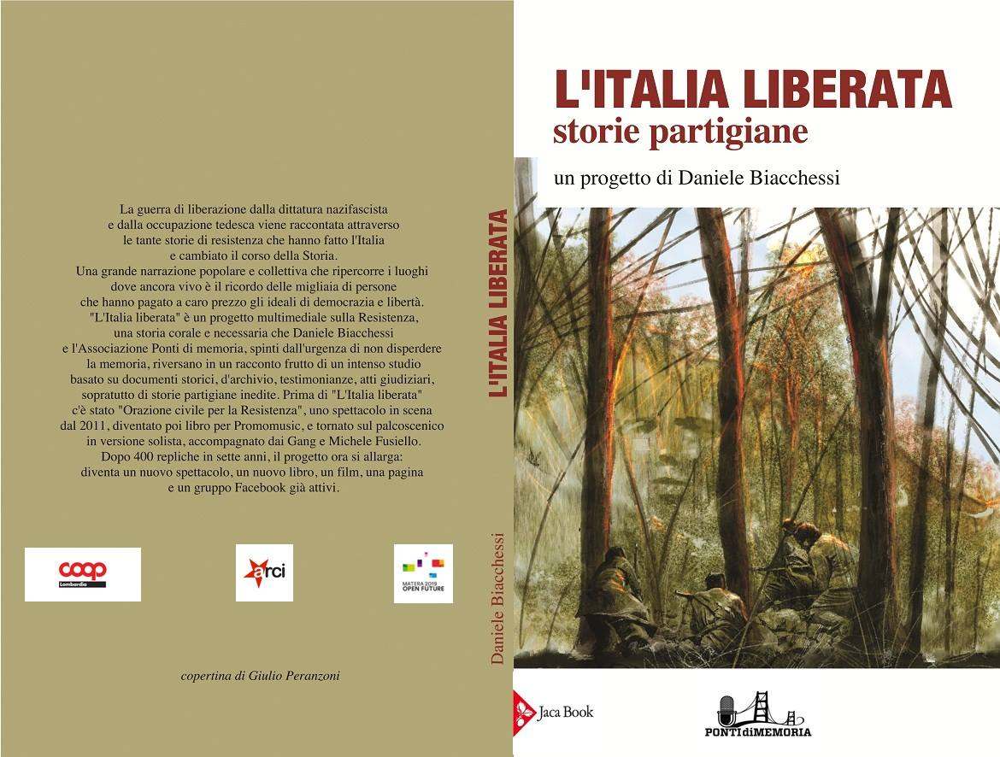 La guerra di liberazione dalla dittatura nazifascista
e dalla occupazione tedesca viene raccontata attraverso
le tante storie di resistenza che hanno fatto l'Italia
e cambiato il corso della Storia.
Una grande narrazione popolare e collettiva che ripercorre i luoghi
dove ancora vivo è il ricordo delle migliaia di persone
che hanno pagato a caro prezzo gli ideali di democrazia e libertà.
"L'Italia liberata" è un progetto multimediale sulla Resistenza,
una storia corale e necessaria che Daniele Biacchessi
e l'Associazione Ponti di memoria, spinti dall'urgenza di non disperdere
la memoria, riversano in un racconto frutto di un intenso studio
basato su documenti storici, d'archivio, testimonianze, atti giudiziari,
sopratutto di storie partigiane inedite. Prima di "L'Italia liberata"
c'è stato "Orazione civile per la Resistenza", uno spettacolo in scena
dal 2011, diventato poi libro per Promomusic, e tornato sul palcoscenico
in versione solista, accompagnato dai Gang e Michele Fusiello.
Dopo 400 repliche in sette anni, il progetto ora si allarga:
diventa un nuovo spettacolo, un nuovo libro, un film, una pagina
e un gruppo Facebook già attivi.
coop
Lombardia
arci
MATERA 2019
OPEN FUTURE
copertina di Giulio Peranzoni
L'ITALIA LIBERATA
Daniele Biacchessi
L'ITALIA LIBERATA
storie partigiane
un progetto di Daniele Biacchessi
Jaca Book
PONTIdiMEMORIA